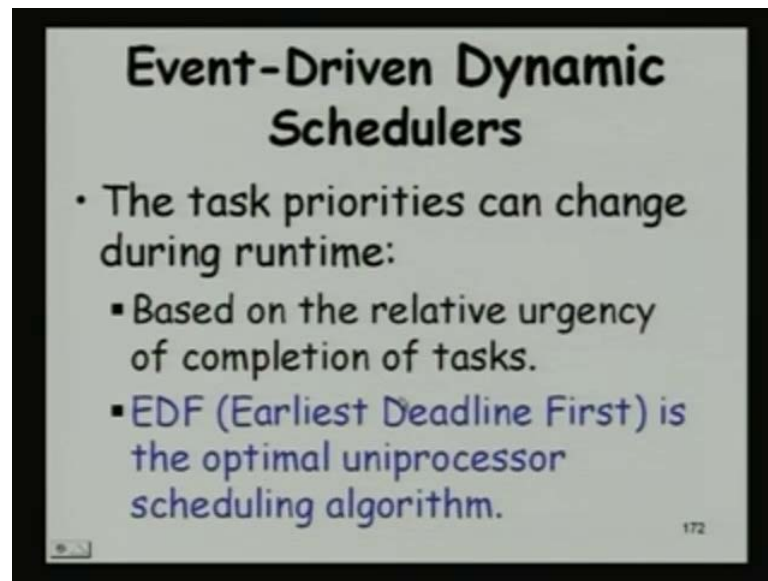 Event-Driven Dynamic
Schedulers
• The task priorities can change
during runtime:
▪ Based on the relative urgency
of completion of tasks.
▪ EDF (Earliest Deadline First) is
the optimal uniprocessor
scheduling algorithm.
172